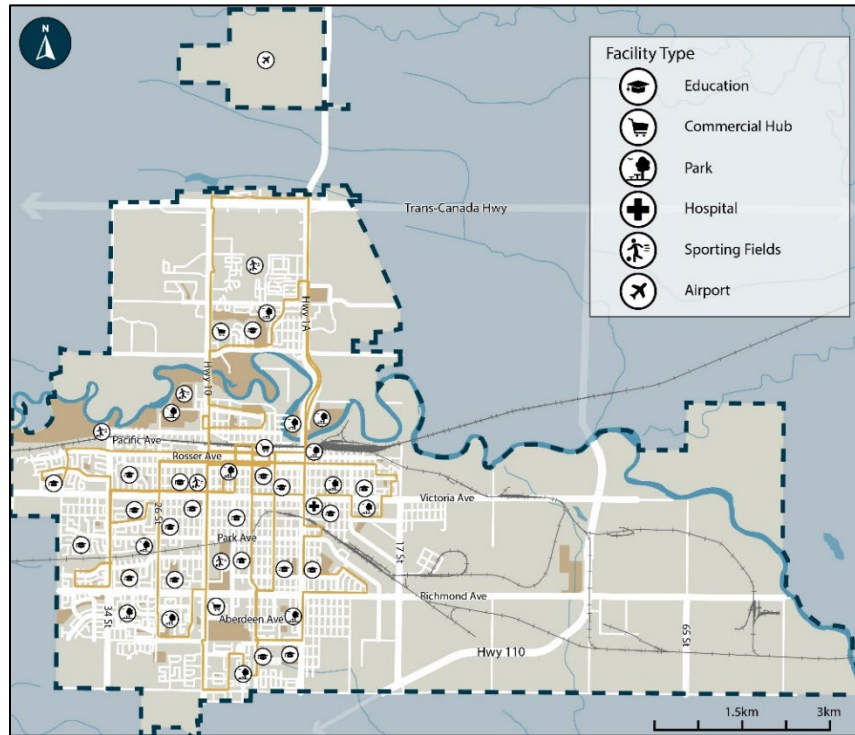 N
Facility Type
Education
Commercial Hub
Park
Hospital
Sporting Fields
Airport
Trans-Canada Hwy
Hwy 1A
Hwy 10
Pacific Ave
Rosser Ave
Victoria Ave
26 St
Park Ave
17 St
Richmond Ave
34 St
Aberdeen Ave
65 St
Hwy 110
1.5km 3km